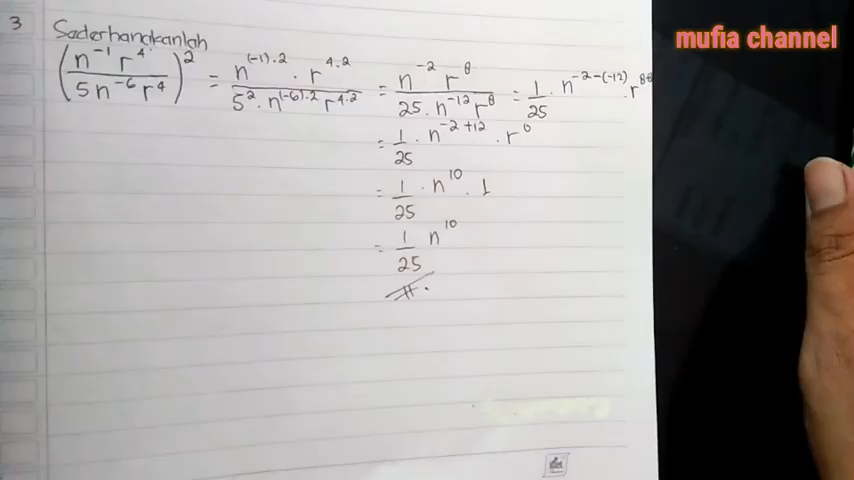 mufia channel
3 Sederhanakanlah
(n⁻¹ r⁴ / 5n⁻⁶ r⁴)² = n⁽⁻¹⁾·² · r⁴·² / 5² · n⁽⁻⁶⁾·² r⁴·² = n⁻² r⁸ / 25 · n⁻¹² r⁸ = 1/25 · n⁻²⁻⁽⁻¹²⁾ · r⁸⁻⁸
= 1/25 · n⁻²⁺¹² · r⁰
= 1/25 · n¹⁰ · 1
= 1/25 n¹⁰